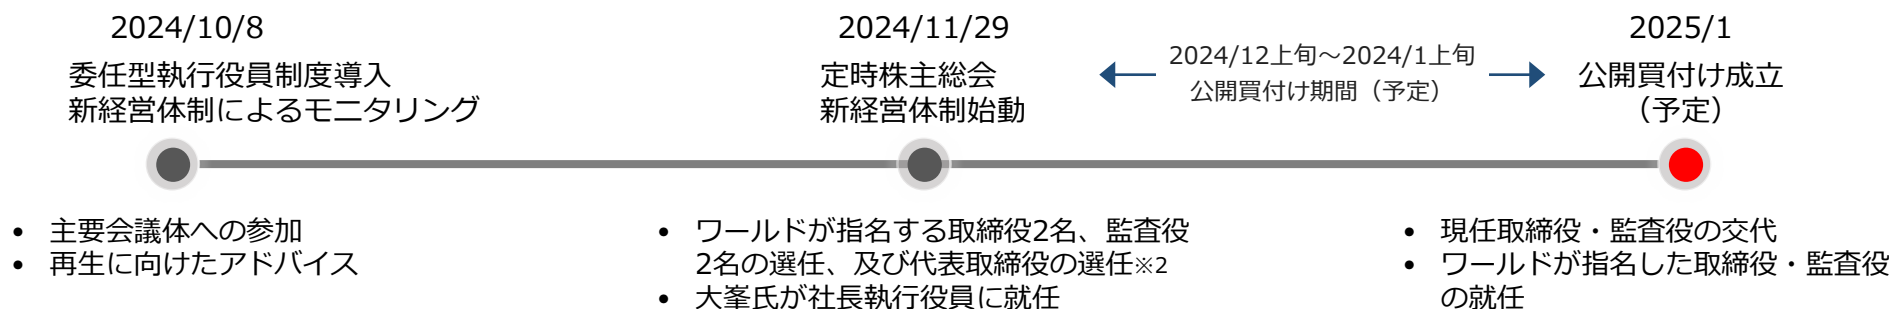 2024/10/8
委任型執行役員制度導入
新経営体制によるモニタリング
• 主要会議体への参加
• 再生に向けたアドバイス
2024/11/29
定時株主総会
新経営体制始動
• ワールドが指名する取締役2名、監査役
2名の選任、及び代表取締役の選任※2
• 大峯氏が社長執行役員に就任
2024/12上旬～2024/1上旬
公開買付け期間（予定）
2025/1
公開買付け成立
（予定）
• 現任取締役・監査役の交代
• ワールドが指名した取締役・監査役
の就任